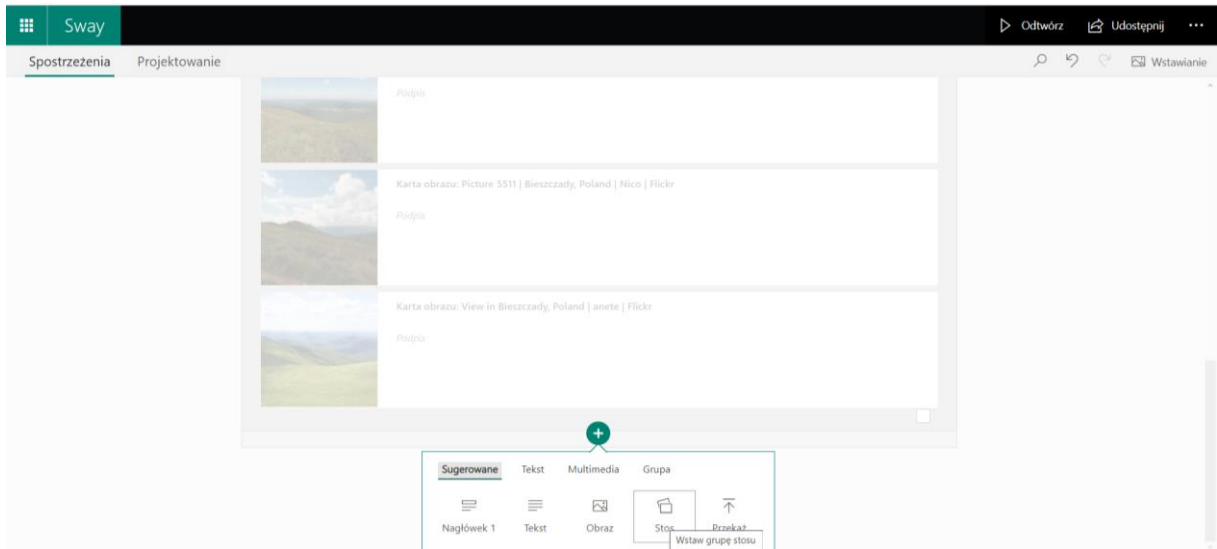 Sway
Odtwórz
Udostępnij
Spostrzeżenia
Projektowanie
Wstawianie
Podpis
Karta obrazu: Picture 5511 | Bieszczady, Poland | Nico | Flickr
Podpis
Karta obrazu: View in Bieszczady, Poland | anete | Flickr
Podpis
Sugerowane Tekst Multimedia Grupa
Nagłówek 1 Tekst Obraz Stos Przekaż
Wstaw grupę stosu